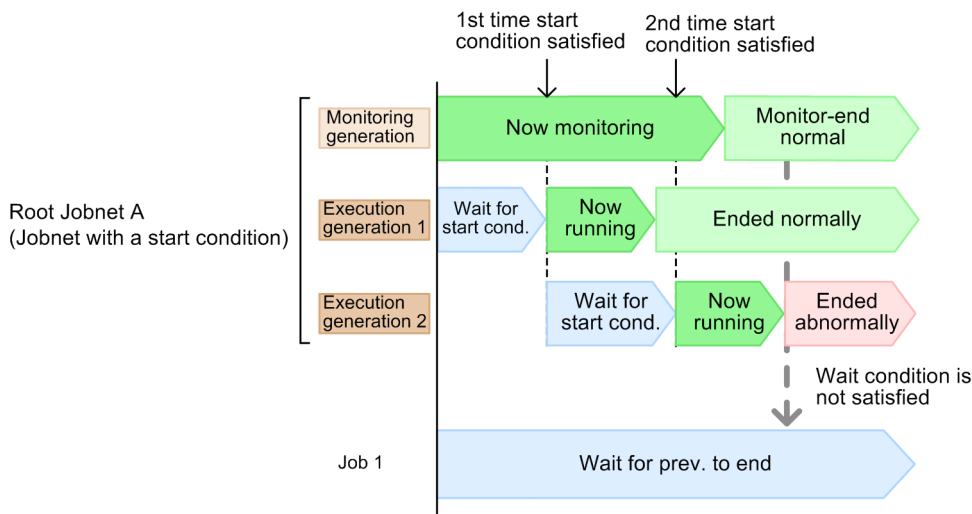 1st time start
condition satisfied
2nd time start
condition satisfied
Monitoring
generation
Now monitoring
Monitor-end
normal
Root Jobnet A
(Jobnet with a start condition)
Execution
generation 1
Wait for
start cond.
Now
running
Ended normally
Execution
generation 2
Wait for
start cond.
Now
running
Ended
abnormally
Wait condition is
not satisfied
Job 1
Wait for prev. to end